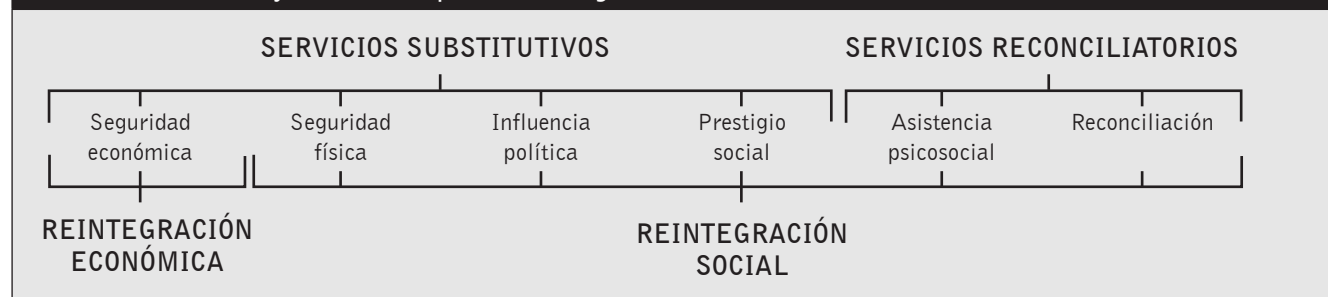 SERVICIOS SUBSTITUTIVOS
SERVICIOS RECONCILIATORIOS
Seguridad
económica
Seguridad
física
Influencia
política
Prestigio
social
Asistencia
psicosocial
Reconciliación
REINTEGRACIÓN
ECONÓMICA
REINTEGRACIÓN
SOCIAL